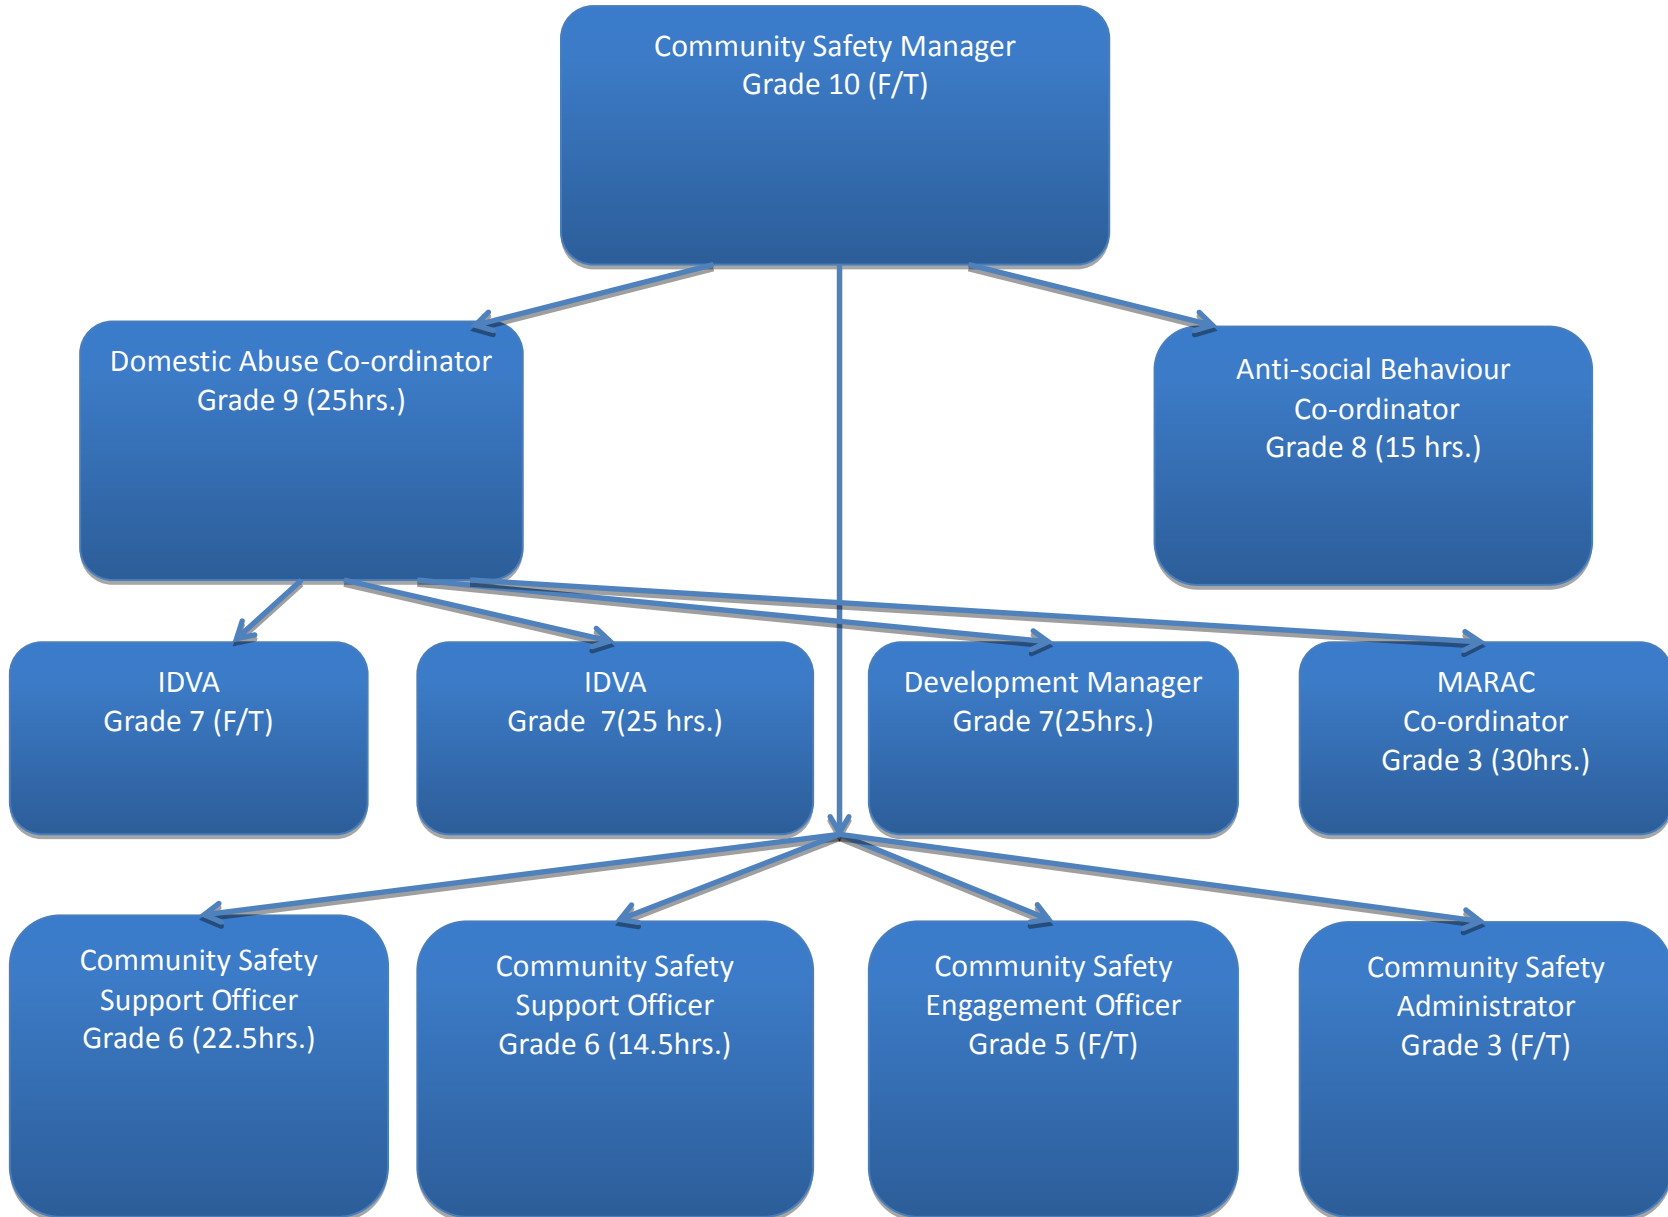 Community Safety Manager
Grade 10 (F/T)
Domestic Abuse Co-ordinator
Grade 9 (25hrs.)
Anti-social Behaviour
Co-ordinator
Grade 8 (15 hrs.)
IDVA
Grade 7 (F/T)
IDVA
Grade  7(25 hrs.)
Development Manager
Grade 7(25hrs.)
MARAC
Co-ordinator
Grade 3 (30hrs.)
Community Safety
Support Officer
Grade 6 (22.5hrs.)
Community Safety
Support Officer
Grade 6 (14.5hrs.)
Community Safety
Engagement Officer
Grade 5 (F/T)
Community Safety
Administrator
Grade 3 (F/T)